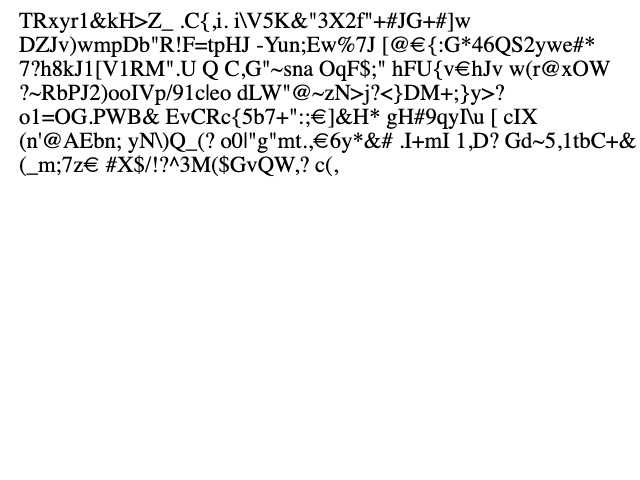 TRxyr1&kH>Z_ .C{,i. i\V5K&"3X2f"+#JG+#]w
DZJv)wmpDb"R!F=tpHJ -Yun;Ew%7J [@€{:G*46QS2ywe#*
7?h8kJ1[V1RM".U Q C,G"~sna OqF$;" hFU{v€hJv w(r@xOW
?~RbPJ2)ooIVp/91cleo dLW"@~zN>j?<}DM+;}y>?
o1=OG.PWB& EvCRc{5b7+":;€]&H* gH#9qyI\u [ cIX
(n'@AEbn; yN\)Q_(? o0l"g"mt.,€6y*&# .I+mI 1,D? Gd~5,1tbC+&
(_m;7z€ #X$/!?^3M($GvQW,? c(,